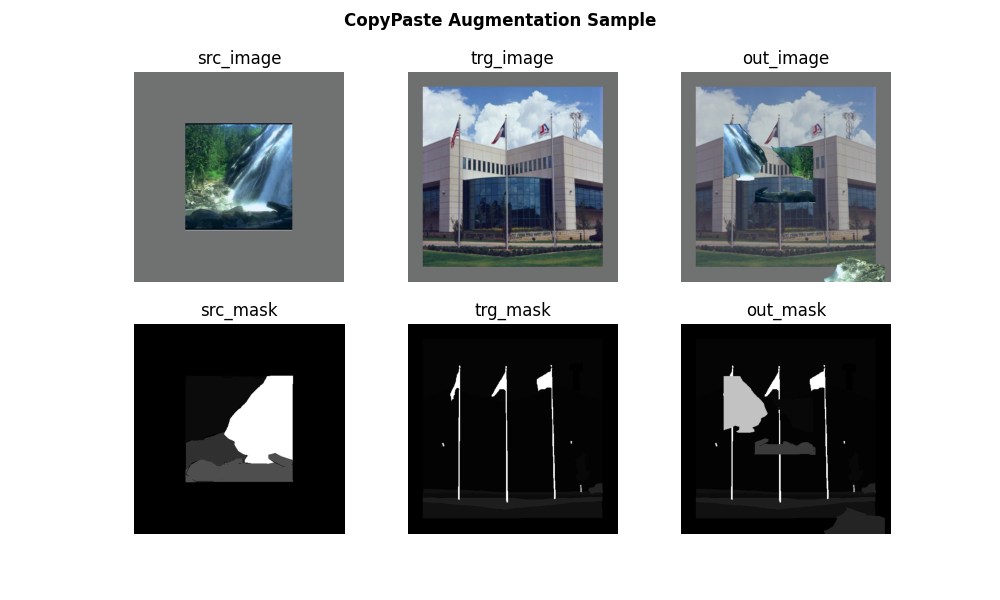 CopyPaste Augmentation Sample
src_image
trg_image
out_image
src_mask
trg_mask
out_mask